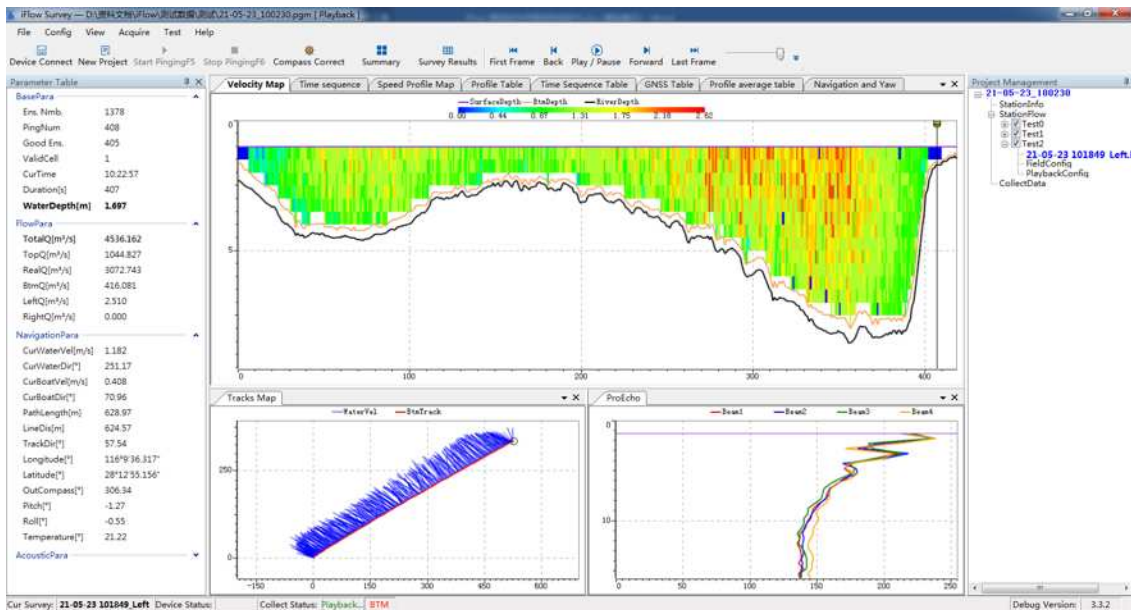 iFlow Survey — D:\资料文档\iFlow\测试数据\测试\21-05-23_100230.pgm [ Playback ]
File Config View Acquire Test Help
Device Connect New Project Start PingingF5 Stop PingingF6 Compass Correct Summary Survey Results First Frame Back Play / Pause Forward Last Frame
Parameter Table
BasePara
Ens. Nmb. 1378
PingNum 408
Good Ens. 405
ValidCell 1
CurTime 10:22:57
Duration[s] 407
WaterDepth[m] 1.697
FlowPara
TotalQ[m³/s] 4536.162
TopQ[m³/s] 1044.827
RealQ[m³/s] 3072.743
BtmQ[m³/s] 416.081
LeftQ[m³/s] 2.510
RightQ[m³/s] 0.000
NavigationPara
CurWaterVel[m/s] 1.182
CurWaterDir[°] 251.17
CurBoatVel[m/s] 0.408
CurBoatDir[°] 70.96
PathLength[m] 628.97
LineDis[m] 624.57
TrackDir[°] 57.54
Longitude[°] 116°9'36.317"
Latitude[°] 28°12'55.156"
OutCompass[°] 306.34
Pitch[°] -1.27
Roll[°] -0.55
Temperature[°] 21.22
AcousticPara
Velocity Map Time sequence Speed Profile Map Profile Table Time Sequence Table GNSS Table Profile average table Navigation and Yaw
SurfaceDepth BtmDepth RiverDepth
0.00 0.44 0.87 1.31 1.75 2.18 2.62
0
5
0 100 200 300 400
Tracks Map
WaterVel BtmTrack
250
0
-150 0 150 300 450 600
ProEcho
Beam1 Beam2 Beam3 Beam4
0
10
0 50 100 150 200 250
Project Management
21-05-23_100230
StationInfo
StationFlow
Test0
Test1
Test2
21-05-23 101849_Left.
FieldConfig
PlaybackConfig
CollectData
Cur Survey: 21-05-23 101849_Left Device Status: Collect Status: Playback... BTM Debug Version: 3.3.2